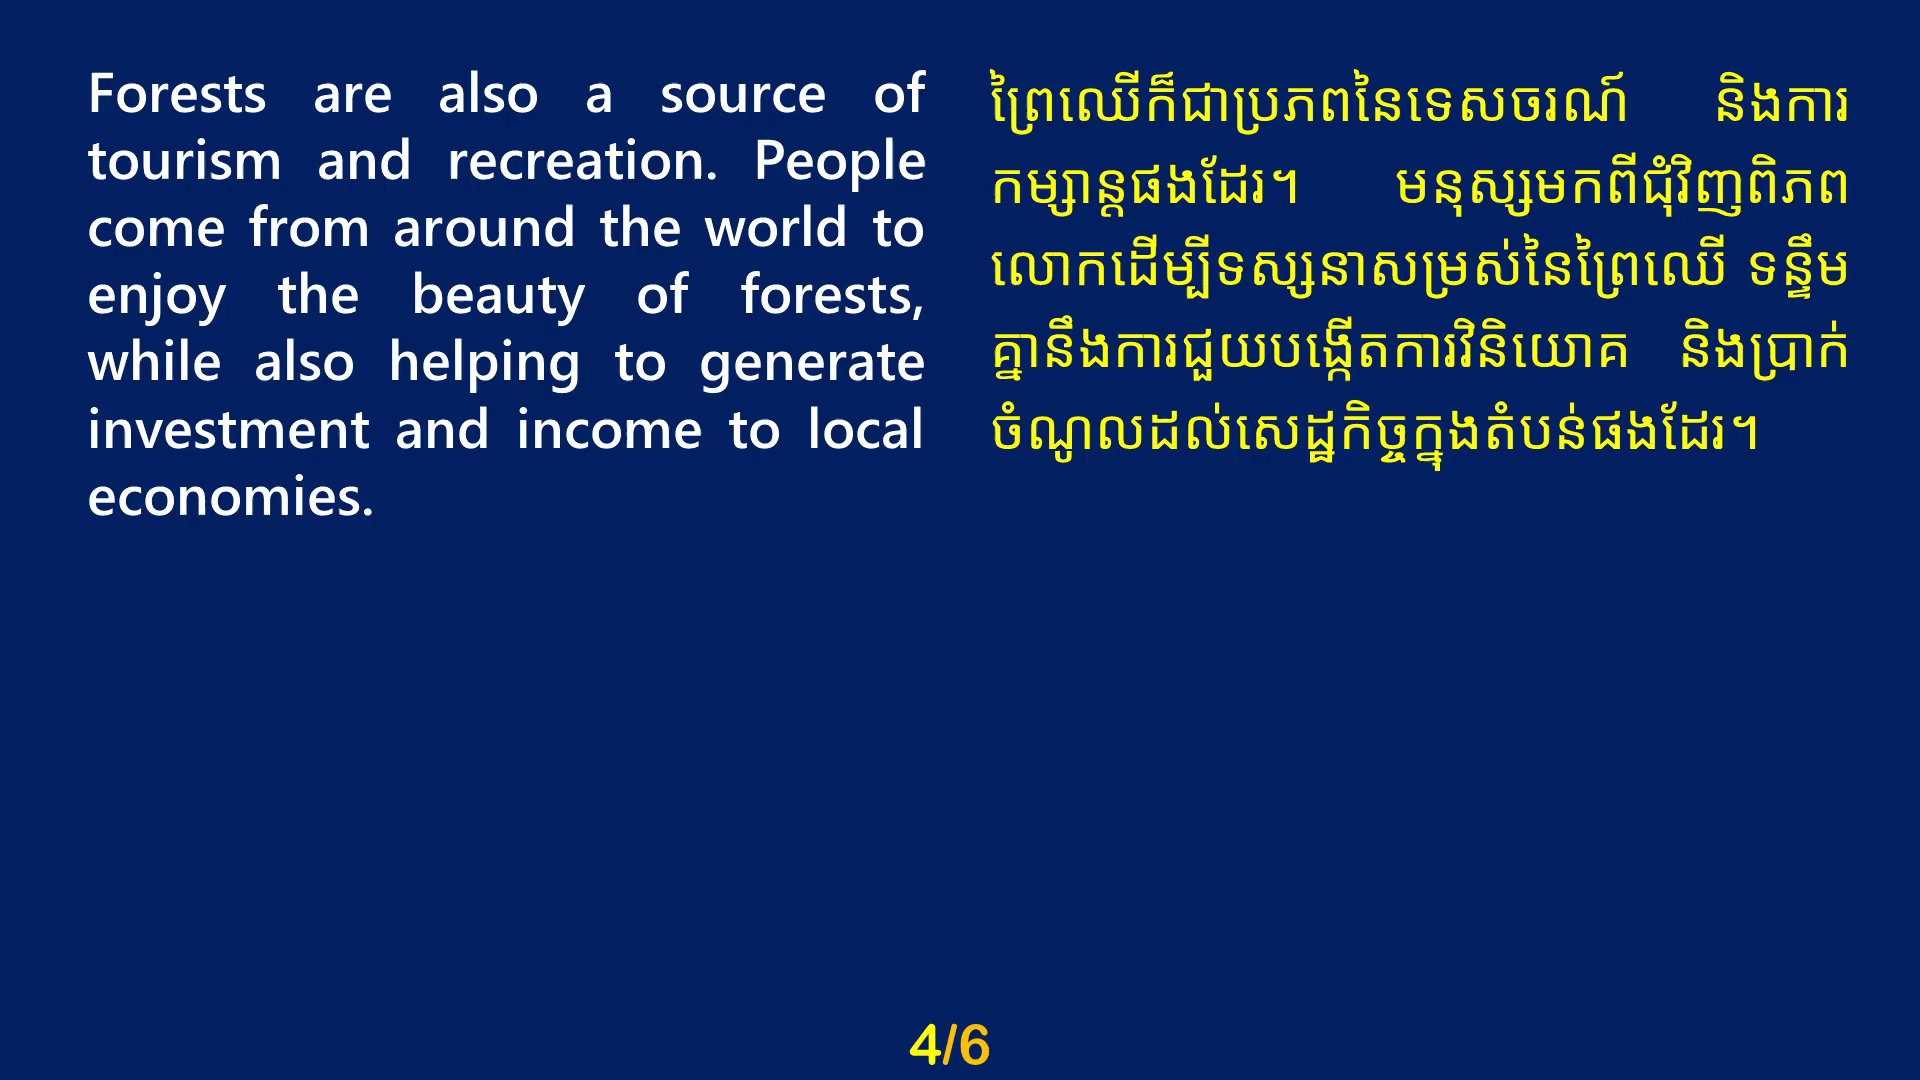 Forests are also a source of
tourism and recreation. People
come from around the world to
enjoy the beauty of forests,
while also helping to generate
investment and income to local
economies.
ព្រៃឈើក៏ជាប្រភពនៃទេសចរណ៍ និងការ
កម្សាន្តផងដែរ។ មនុស្សមកពីជុំវិញពិភព
លោកដើម្បីទស្សនាសម្រស់នៃព្រៃឈើ ទន្ទឹម
គ្នានឹងការជួយបង្កើតការវិនិយោគ និងប្រាក់
ចំណូលដល់សេដ្ឋកិច្ចក្នុងតំបន់ផងដែរ។
4/6